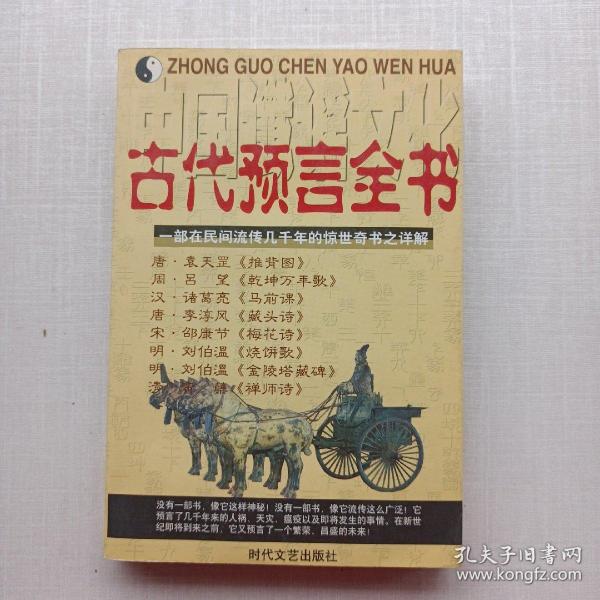 ZHONG GUO CHEN YAO WEN HUA
中国谶谣文化
古代预言全书
一部在民间流传几千年的惊世奇书之详解
唐·袁天罡《推背图》
周·吕望《乾坤万年歌》
汉·诸葛亮《马前课》
唐·李淳风《藏头诗》
宋·邵康节《梅花诗》
明·刘伯温《烧饼歌》
明·刘伯温《金陵塔藏碑》
《禅师诗》
没有一部书，像它这样神秘！没有一部书，像它流传这么广泛！它
预言了几千年来的人祸、天灾、瘟疫以及即将发生的事情。在新世
纪即将到来之前，它又预言了一个繁荣、昌盛的未来！
时代文艺出版社
孔夫子旧书网
www.kongfz.com